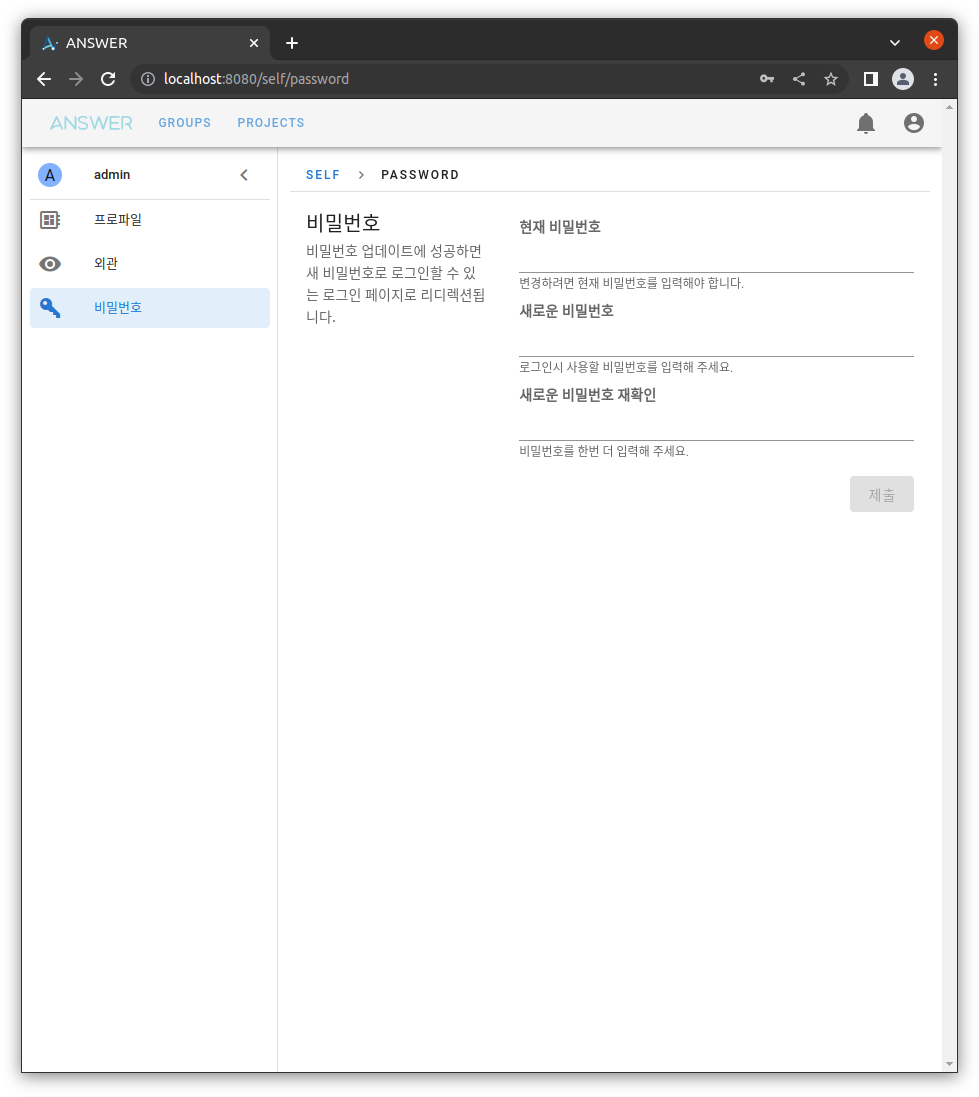 ANSWER
localhost:8080/self/password
ANSWER GROUPS PROJECTS
A admin
프로파일
외관
비밀번호
SELF > PASSWORD
비밀번호
비밀번호 업데이트에 성공하면
새 비밀번호로 로그인할 수 있
는 로그인 페이지로 리디렉션됩
니다.
현재 비밀번호
변경하려면 현재 비밀번호를 입력해야 합니다.
새로운 비밀번호
로그인시 사용할 비밀번호를 입력해 주세요.
새로운 비밀번호 재확인
비밀번호를 한번 더 입력해 주세요.
제출